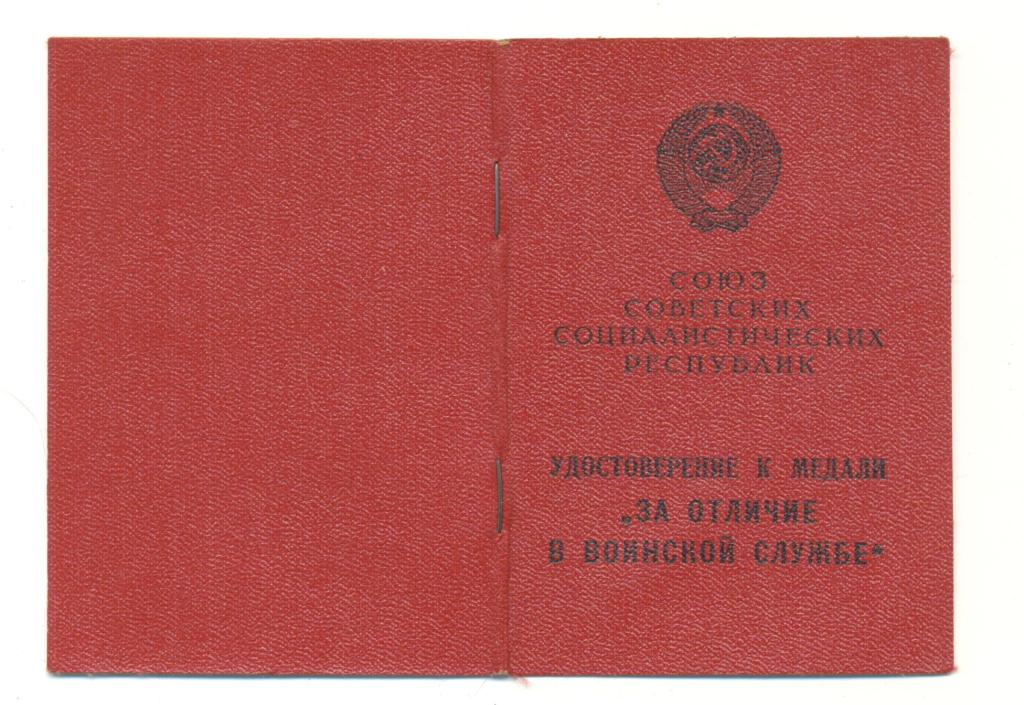 СОЮЗ
СОВЕТСКИХ
СОЦИАЛИСТИЧЕСКИХ
РЕСПУБЛИК
УДОСТОВЕРЕНИЕ К МЕДАЛИ
„ЗА ОТЛИЧИЕ
В ВОИНСКОЙ СЛУЖБЕ“